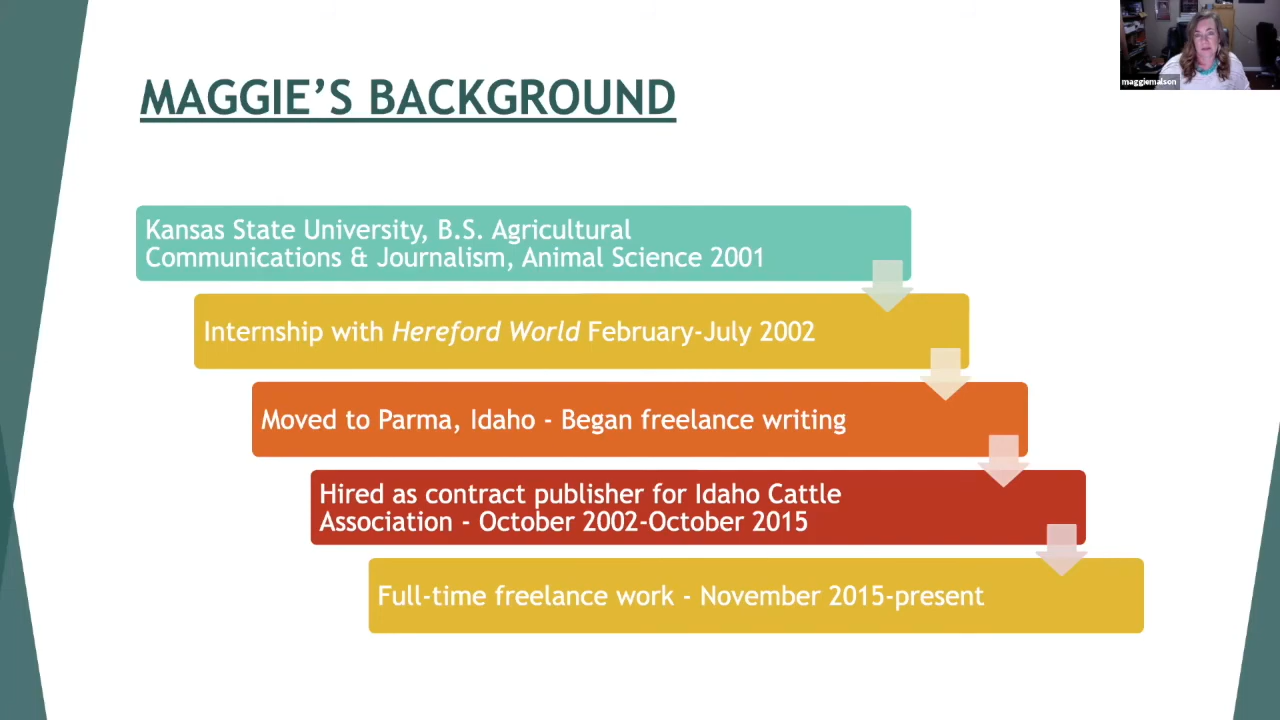 maggiemalson
MAGGIE’S BACKGROUND
Kansas State University, B.S. Agricultural
Communications & Journalism, Animal Science 2001
Internship with Hereford World February-July 2002
Moved to Parma, Idaho - Began freelance writing
Hired as contract publisher for Idaho Cattle
Association - October 2002-October 2015
Full-time freelance work - November 2015-present